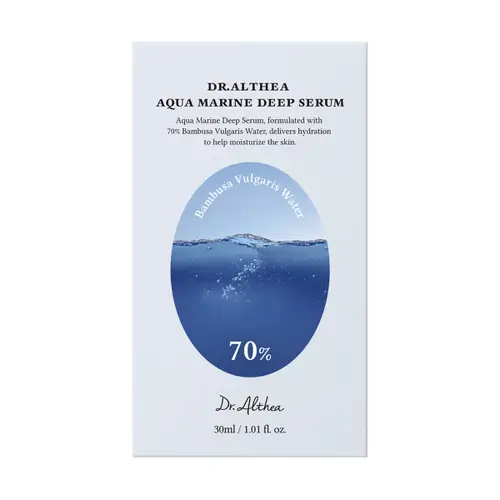 DR.ALTHEA
AQUA MARINE DEEP SERUM
Aqua Marine Deep Serum, formulated with
70% Bambusa Vulgaris Water, delivers hydration
to help moisturize the skin.
Bambusa Vulgaris Water
70%
Dr.Althea
30ml / 1.01 fl. oz.